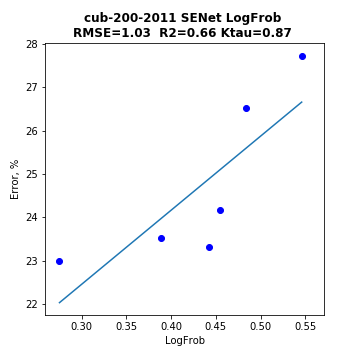 cub-200-2011 SENet LogFrob
RMSE=1.03  R2=0.66 Ktau=0.87
28
27
26
25
24
23
22
Error, %
0.30 0.35 0.40 0.45 0.50 0.55
LogFrob